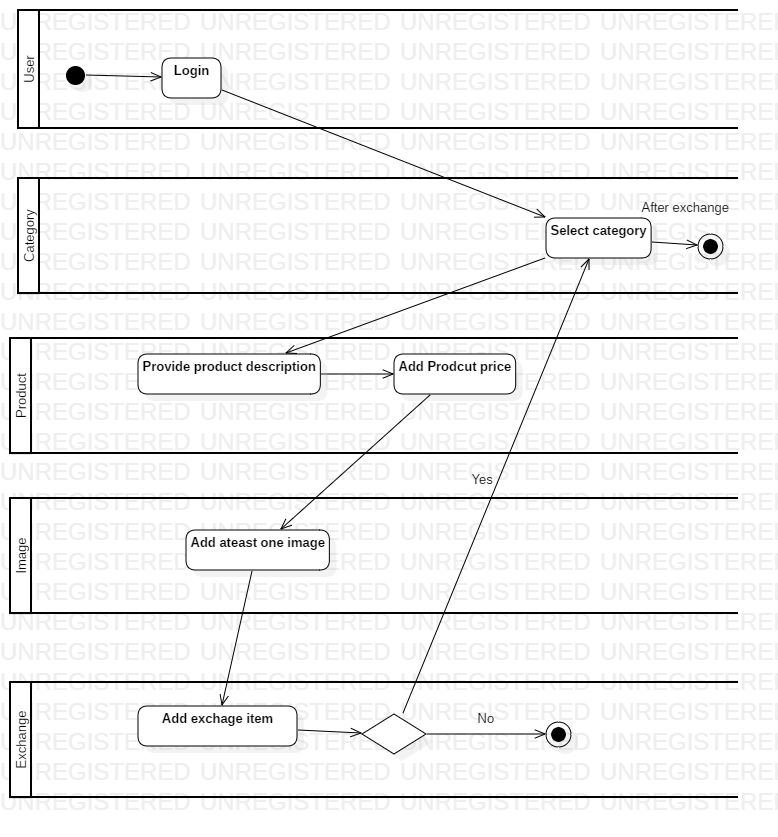 UNREGISTERED UNREGISTERED UNREGISTERED UNREGISTERED
User
Login
Category
After exchange
Select category
Product
Provide product description
Add Prodcut price
Yes
Image
Add ateast one image
Exchange
Add exchage item
No